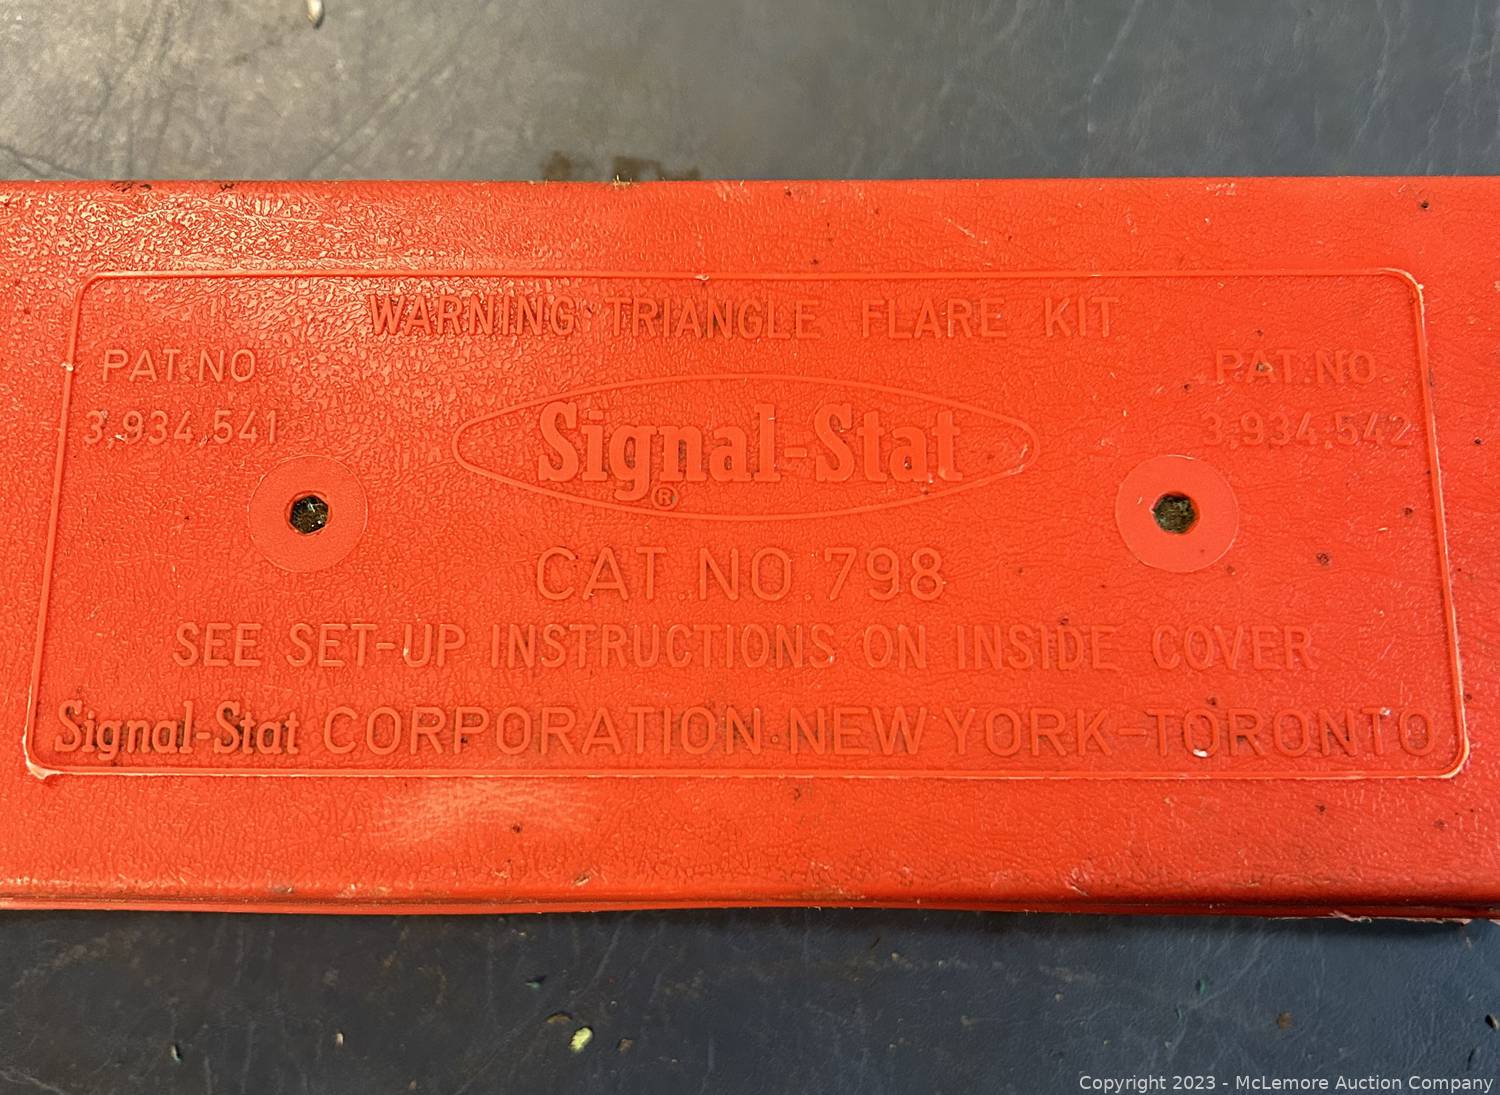 WARNING TRIANGLE FLARE KIT
PAT.NO
3,934,541
PAT.NO.
3,934,542
Signal-Stat
®
CAT.NO.798
SEE SET-UP INSTRUCTIONS ON INSIDE COVER
Signal-Stat CORPORATION·NEW YORK-TORONTO
Copyright 2023 - McLemore Auction Company